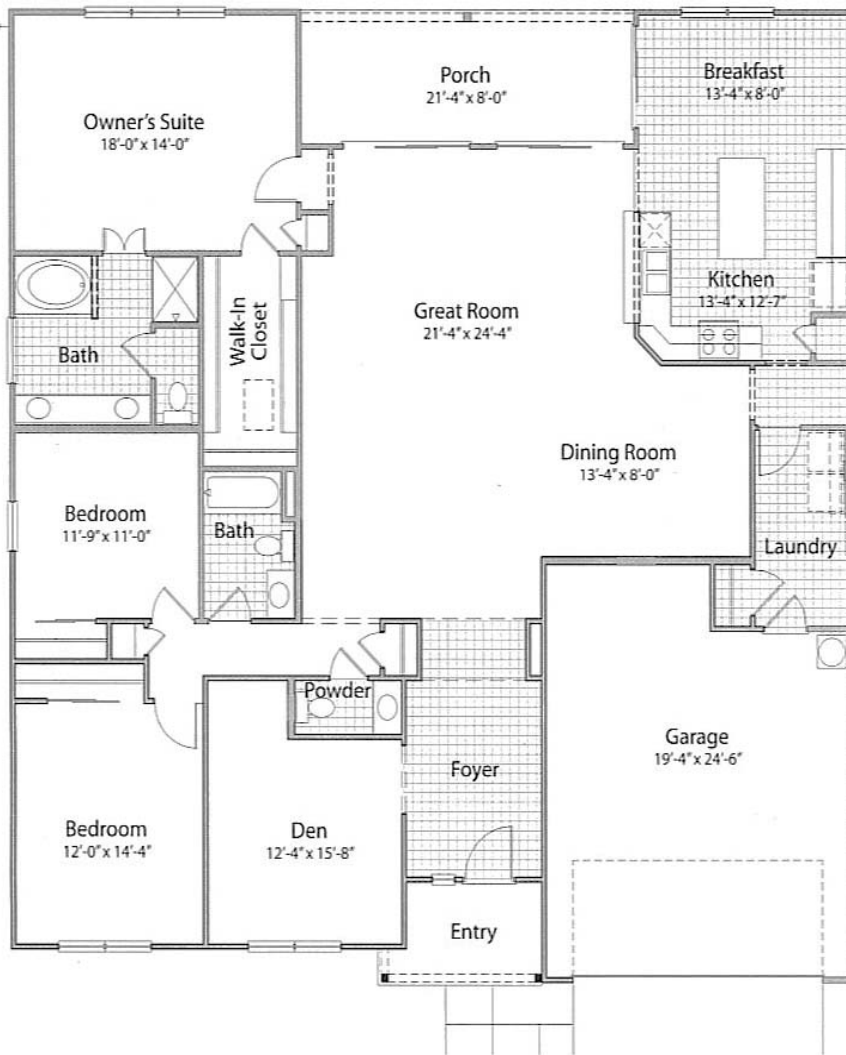 Porch
21'-4" x 8'-0"
Breakfast
13'-4" x 8'-0"
Owner's Suite
18'-0" x 14'-0"
Great Room
21'-4" x 24'-4"
Kitchen
13'-4" x 12'-7"
Walk-In
Closet
Bath
Dining Room
13'-4" x 8'-0"
Bedroom
11'-9" x 11'-0"
Bath
Laundry
Powder
Garage
19'-4" x 24'-6"
Foyer
Bedroom
12'-0" x 14'-4"
Den
12'-4" x 15'-8"
Entry